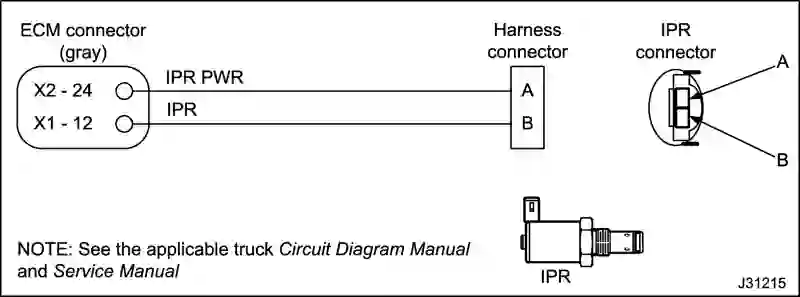 ECM connector
(gray)
Harness
connector
IPR
connector
X2 - 24
IPR PWR
A
A
X1 - 12
IPR
B
B
NOTE: See the applicable truck Circuit Diagram Manual
and Service Manual
IPR
J31215